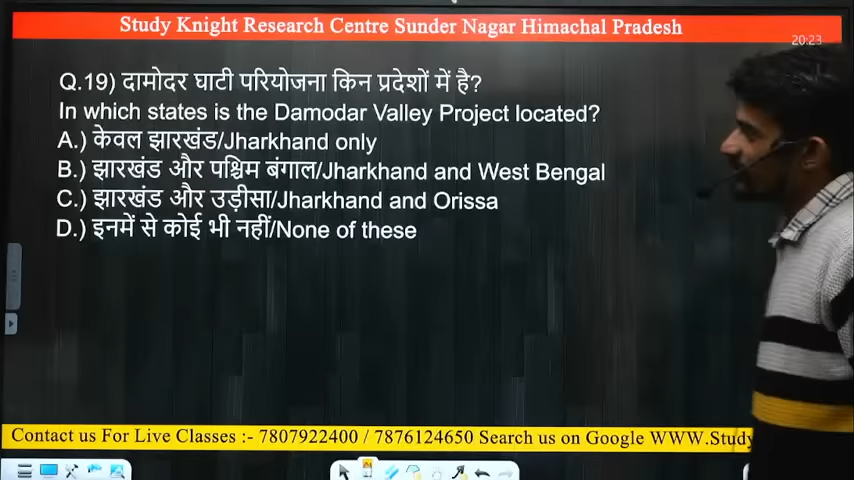 Study Knight Research Centre Sunder Nagar Himachal Pradesh
20:23
Q.19) दामोदर घाटी परियोजना किन प्रदेशों में है?
In which states is the Damodar Valley Project located?
A.) केवल झारखंड/Jharkhand only
B.) झारखंड और पश्चिम बंगाल/Jharkhand and West Bengal
C.) झारखंड और उड़ीसा/Jharkhand and Orissa
D.) इनमें से कोई भी नहीं/None of these
Contact us For Live Classes :- 7807922400 / 7876124650 Search us on Google WWW.Study